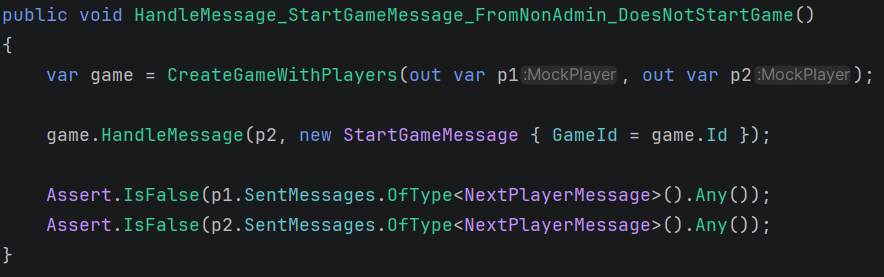 public void HandleMessage_StartGameMessage_FromNonAdmin_DoesNotStartGame()
{
    var game = CreateGameWithPlayers(out var p1 :MockPlayer , out var p2 :MockPlayer );
    game.HandleMessage(p2, new StartGameMessage { GameId = game.Id });
    Assert.IsFalse(p1.SentMessages.OfType<NextPlayerMessage>().Any());
    Assert.IsFalse(p2.SentMessages.OfType<NextPlayerMessage>().Any());
}